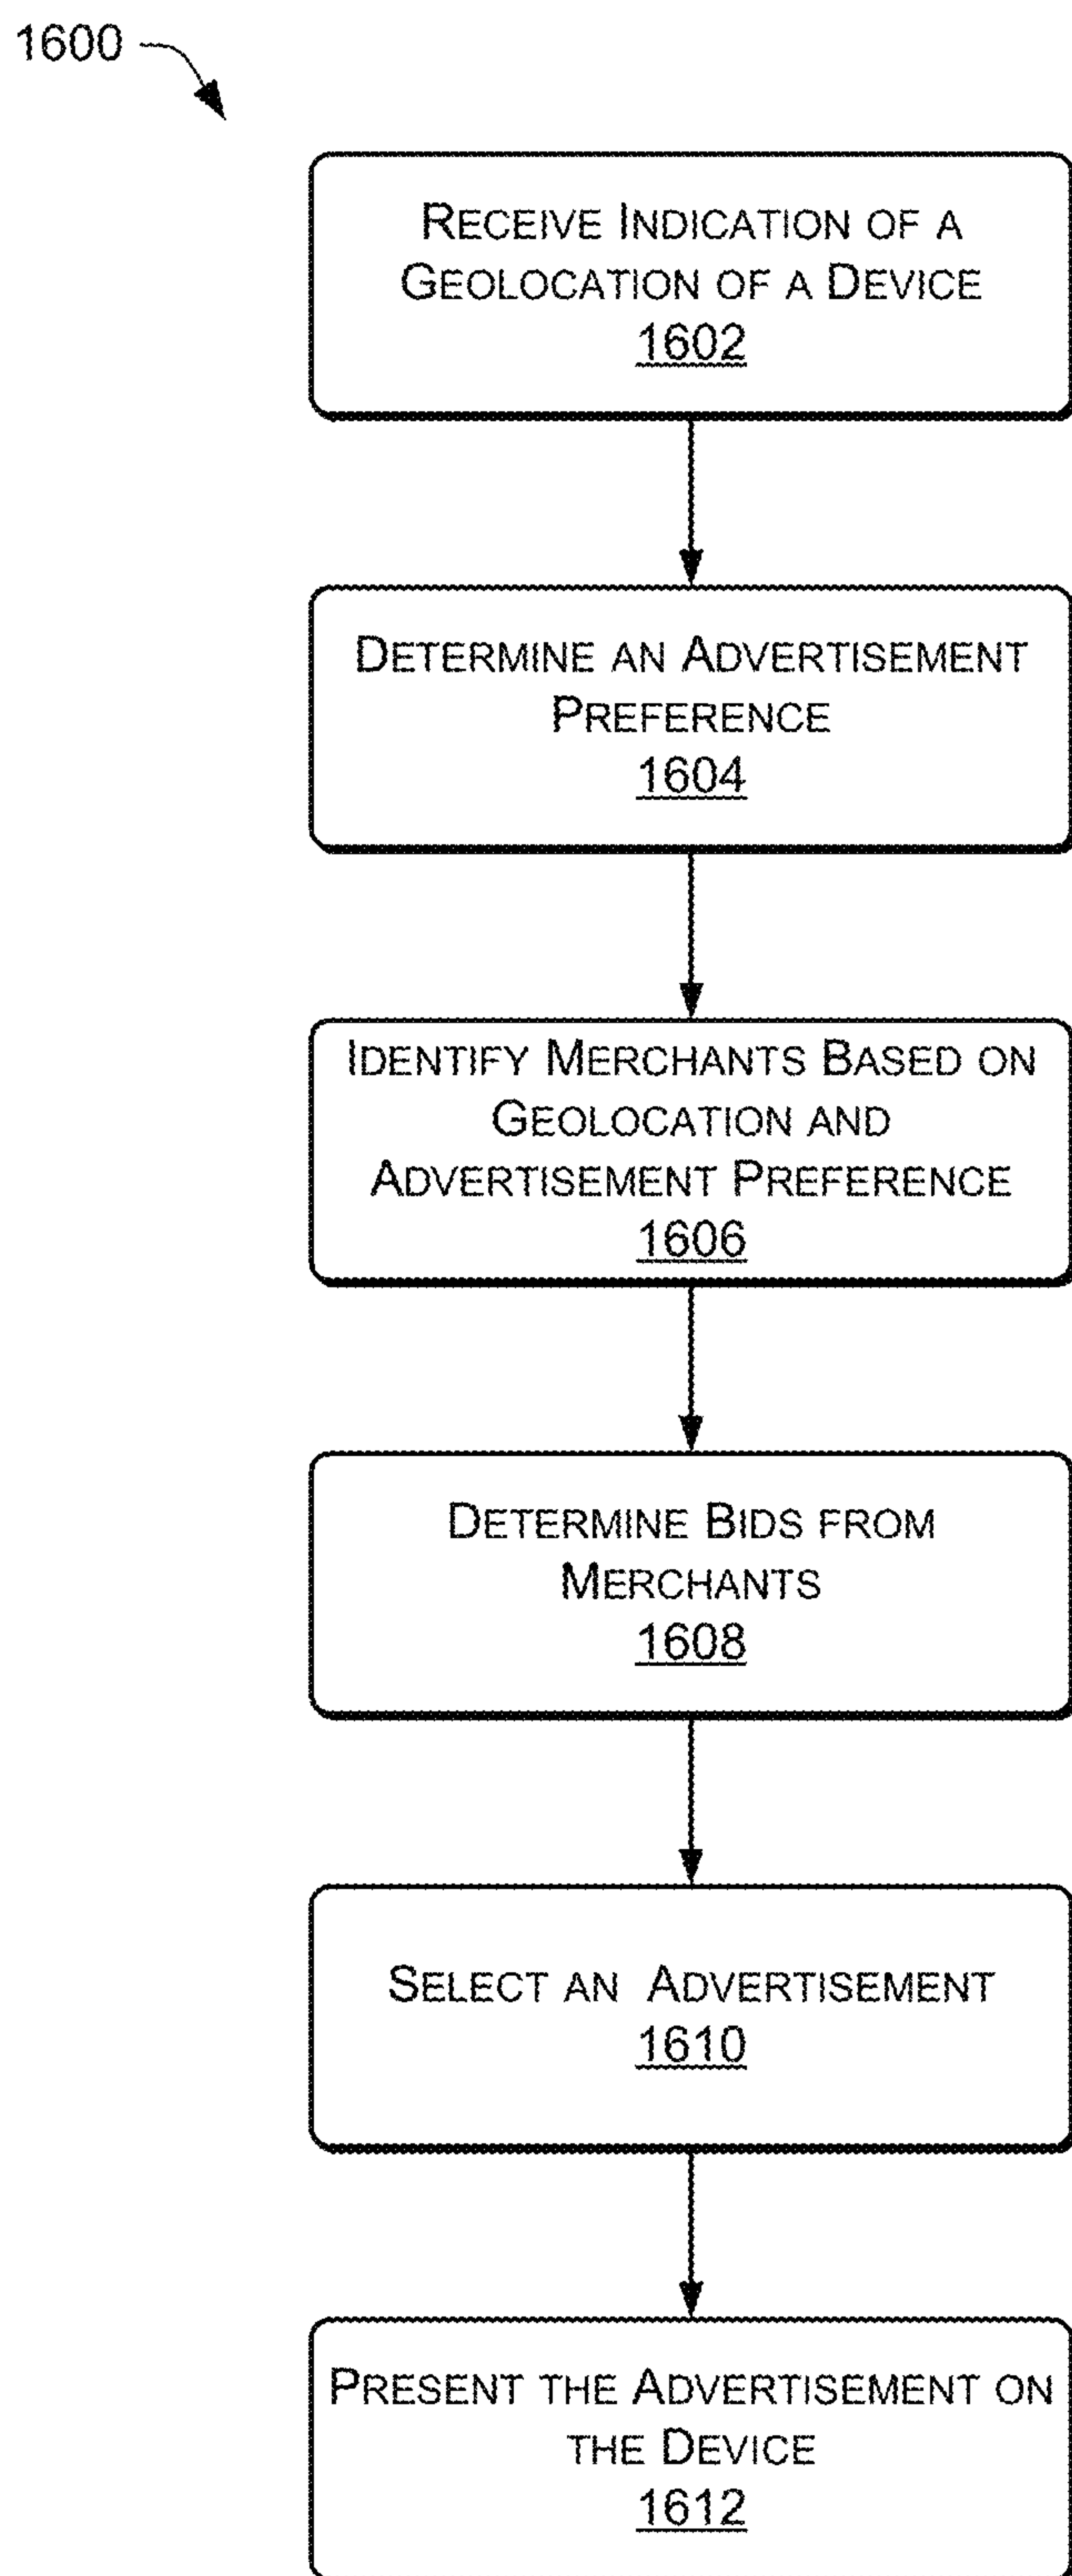 1600
RECEIVE INDICATION OF A
GEOLOCATION OF A DEVICE
1602
DETERMINE AN ADVERTISEMENT
PREFERENCE
1604
IDENTIFY MERCHANTS BASED ON
GEOLOCATION AND
ADVERTISEMENT PREFERENCE
1606
DETERMINE BIDS FROM
MERCHANTS
1608
SELECT AN ADVERTISEMENT
1610
PRESENT THE ADVERTISEMENT ON
THE DEVICE
1612